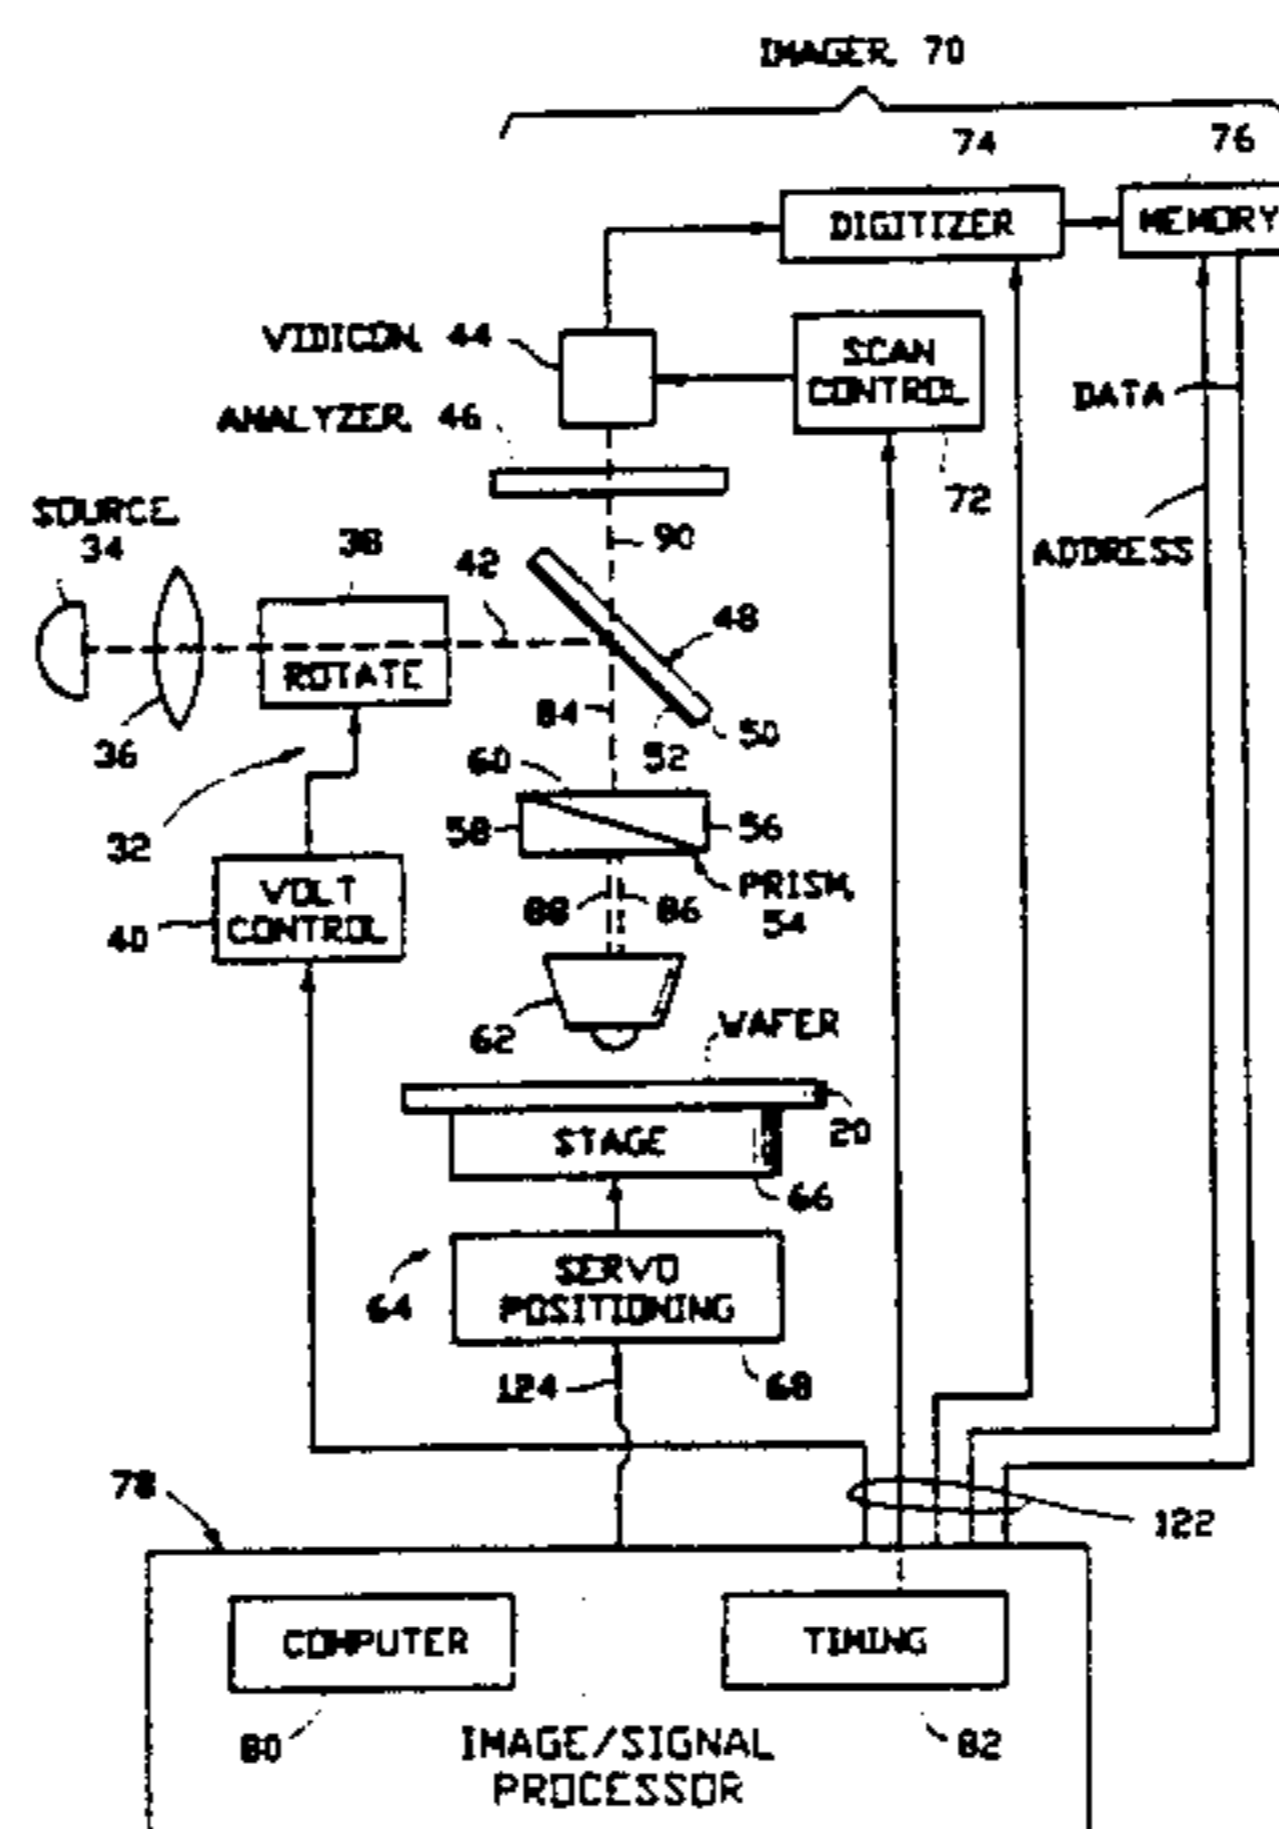 IMAGER, 70
74
76
DIGITIZER
MEMORY
VIDICON, 44
SCAN
CONTROL
DATA
ANALYZER, 46
72
SOURCE,
34
38
42
90
ADDRESS
48
ROTATE
84
50
52
36
60
58
56
32
PRISM,
54
VOLT
CONTROL
40
88
86
62
WAFER
20
STAGE
66
SERVO
POSITIONING
64
124
68
78
122
COMPUTER
TIMING
80
82
IMAGE/SIGNAL
PROCESSOR